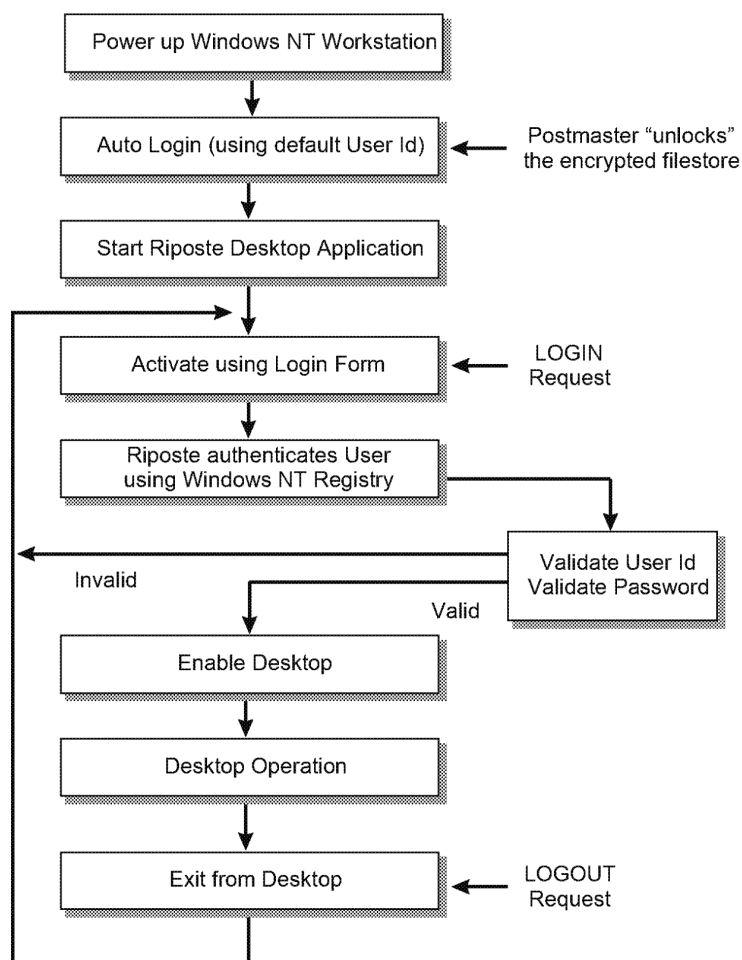 Power up Windows NT Workstation
Auto Login (using default User Id)
Postmaster “unlocks”
the encrypted filestore
Start Riposte Desktop Application
Activate using Login Form
LOGIN
Request
Riposte authenticates User
using Windows NT Registry
Validate User Id
Validate Password
Invalid
Valid
Enable Desktop
Desktop Operation
Exit from Desktop
LOGOUT
Request